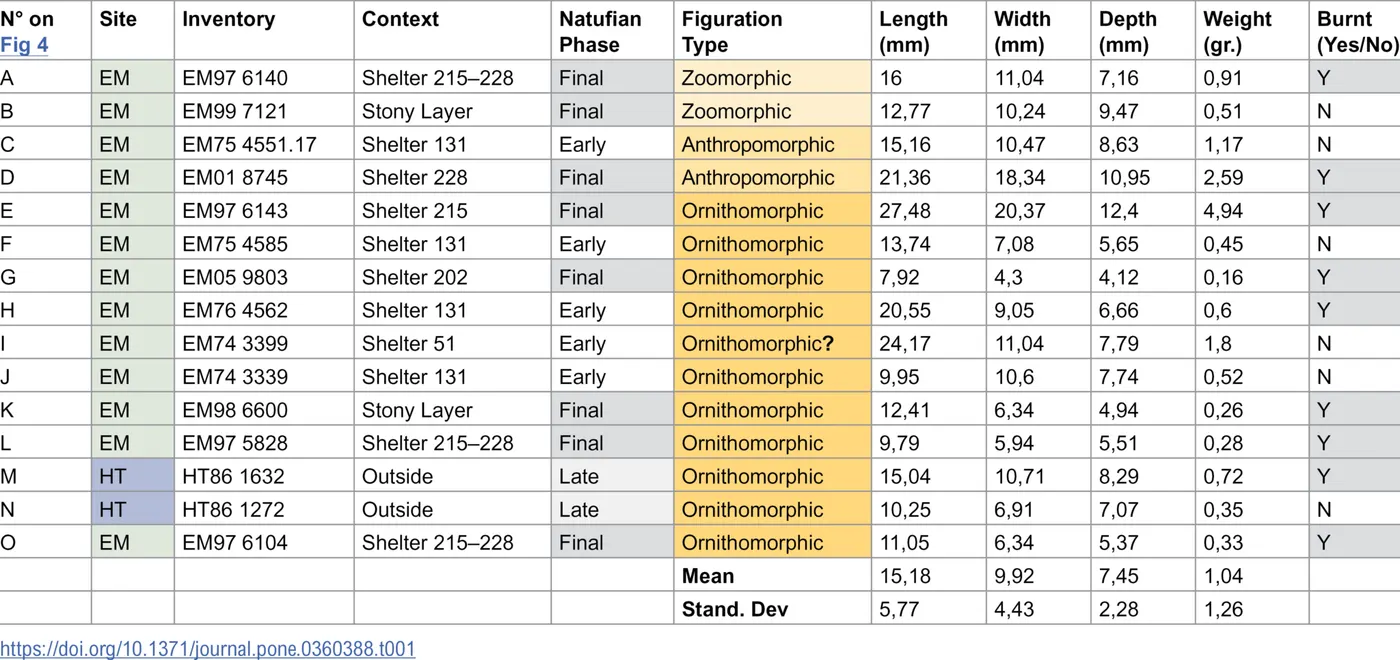 N° on Fig 4 Site Inventory Context Natufian Phase Figuration Type Length (mm) Width (mm) Depth (mm) Weight (gr.) Burnt (Yes/No)
A EM EM97 6140 Shelter 215–228 Final Zoomorphic 16 11,04 7,16 0,91 Y
B EM EM99 7121 Stony Layer Final Zoomorphic 12,77 10,24 9,47 0,51 N
C EM EM75 4551.17 Shelter 131 Early Anthropomorphic 15,16 10,47 8,63 1,17 N
D EM EM01 8745 Shelter 228 Final Anthropomorphic 21,36 18,34 10,95 2,59 Y
E EM EM97 6143 Shelter 215 Final Ornithomorphic 27,48 20,37 12,4 4,94 Y
F EM EM75 4585 Shelter 131 Early Ornithomorphic 13,74 7,08 5,65 0,45 N
G EM EM05 9803 Shelter 202 Final Ornithomorphic 7,92 4,3 4,12 0,16 Y
H EM EM76 4562 Shelter 131 Early Ornithomorphic 20,55 9,05 6,66 0,6 Y
I EM EM74 3399 Shelter 51 Early Ornithomorphic? 24,17 11,04 7,79 1,8 N
J EM EM74 3339 Shelter 131 Early Ornithomorphic 9,95 10,6 7,74 0,52 N
K EM EM98 6600 Stony Layer Final Ornithomorphic 12,41 6,34 4,94 0,26 Y
L EM EM97 5828 Shelter 215–228 Final Ornithomorphic 9,79 5,94 5,51 0,28 Y
M HT HT86 1632 Outside Late Ornithomorphic 15,04 10,71 8,29 0,72 Y
N HT HT86 1272 Outside Late Ornithomorphic 10,25 6,91 7,07 0,35 N
O EM EM97 6104 Shelter 215–228 Final Ornithomorphic 11,05 6,34 5,37 0,33 Y
Mean 15,18 9,92 7,45 1,04
Stand. Dev 5,77 4,43 2,28 1,26
https://doi.org/10.1371/journal.pone.0360388.t001